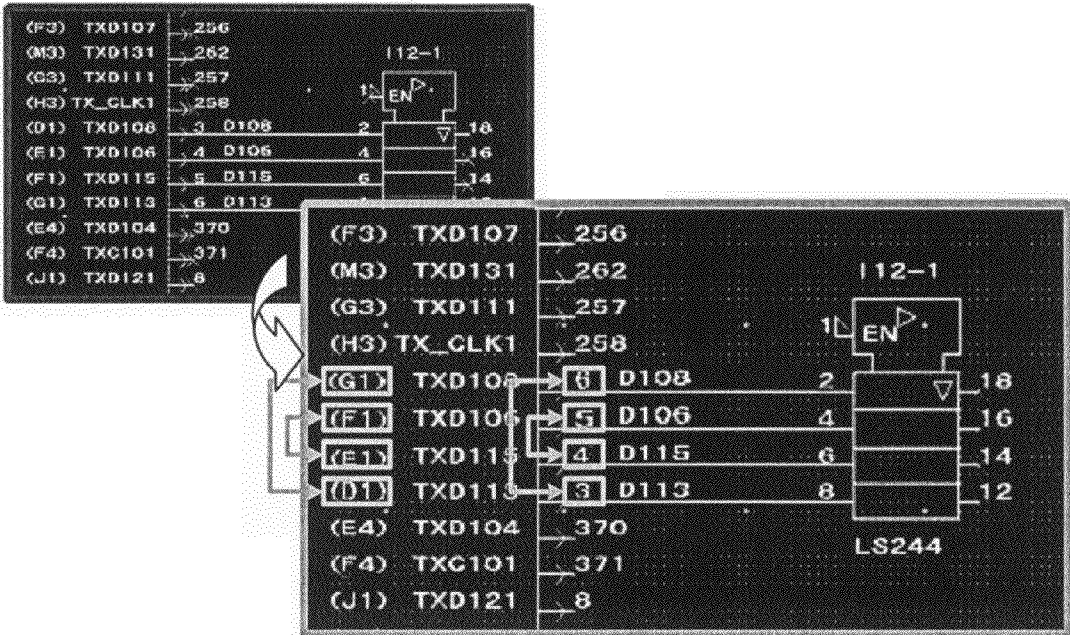 (F3) TXD107 256
(M3) TXD131 262
I12-1
(G3) TXD111 257
1 EN
(H3) TX_CLK1 258
(D1) TXD108 3 D108 2 18
(E1) TXD106 4 D106 4 16
(F1) TXD115 5 D115 6 14
(G1) TXD113 6 D113
(E4) TXD104 370
(F4) TXC101 371
(J1) TXD121 8
(F3) TXD107 256
(M3) TXD131 262
I12-1
(G3) TXD111 257
1 EN
(H3) TX_CLK1 258
(G1) TXD108 6 D108 2 18
(F1) TXD106 5 D106 4 16
(E1) TXD115 4 D115 6 14
(D1) TXD113 3 D113 8 12
(E4) TXD104 370
LS244
(F4) TXC101 371
(J1) TXD121 8